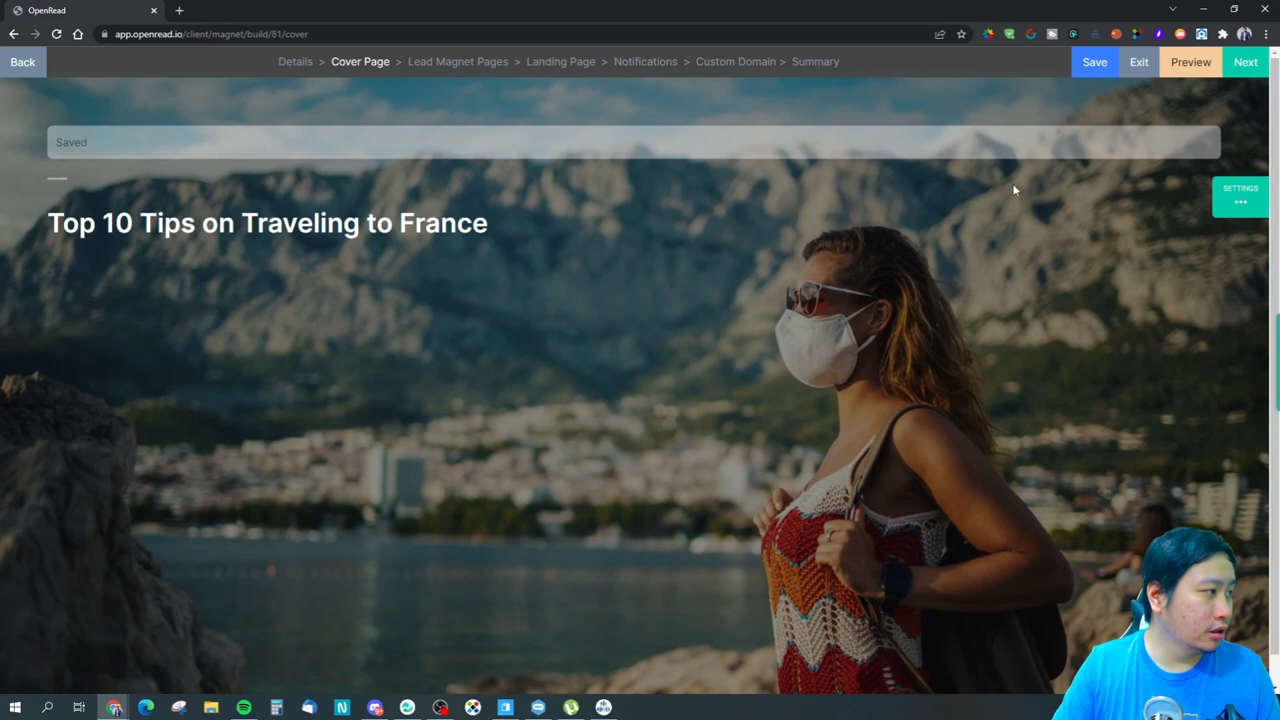 OpenRead
app.openread.io/client/magnet/build/81/cover
Back
Details > Cover Page > Lead Magnet Pages > Landing Page > Notifications > Custom Domain > Summary
Save
Exit
Preview
Next
Saved
SETTINGS
Top 10 Tips on Traveling to France